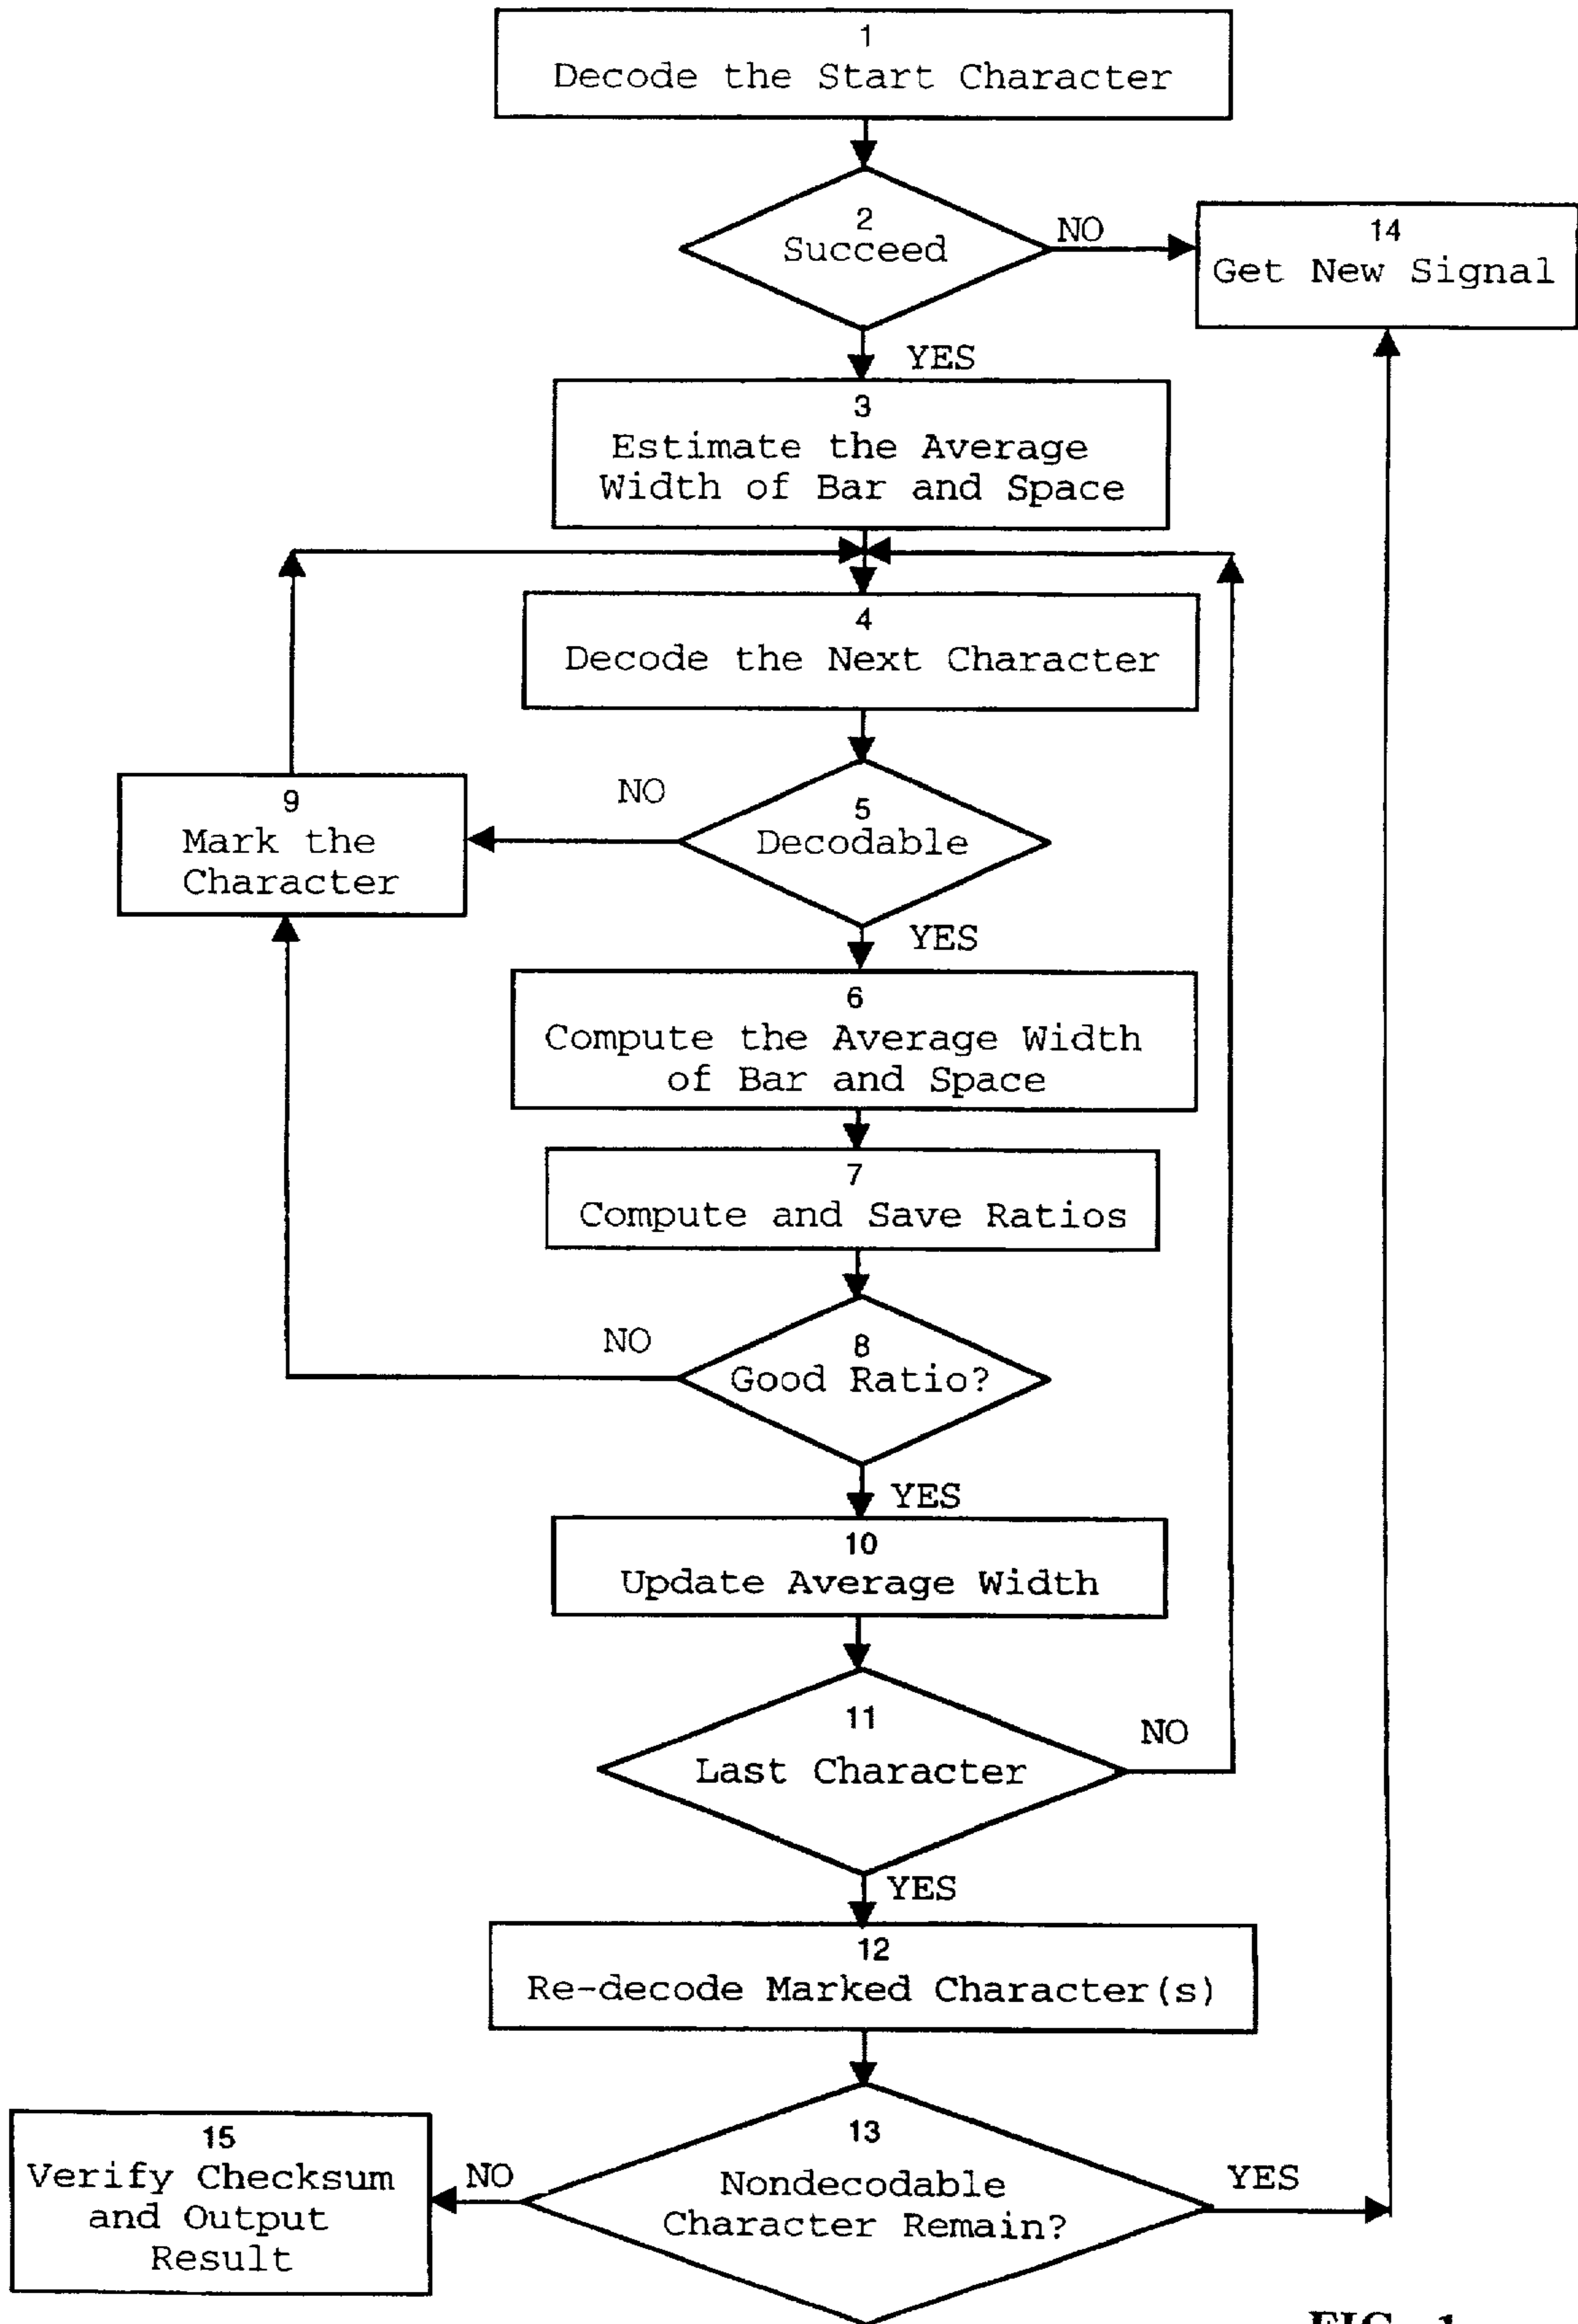 1
Decode the Start Character
2
Succeed
NO
14
Get New Signal
YES
3
Estimate the Average
Width of Bar and Space
4
Decode the Next Character
NO
5
Decodable
9
Mark the
Character
YES
6
Compute the Average Width
of Bar and Space
7
Compute and Save Ratios
NO
8
Good Ratio?
YES
10
Update Average Width
11
Last Character
NO
YES
12
Re-decode Marked Character(s)
13
Nondecodable
Character Remain?
YES
NO
15
Verify Checksum
and Output
Result
FIG. 1